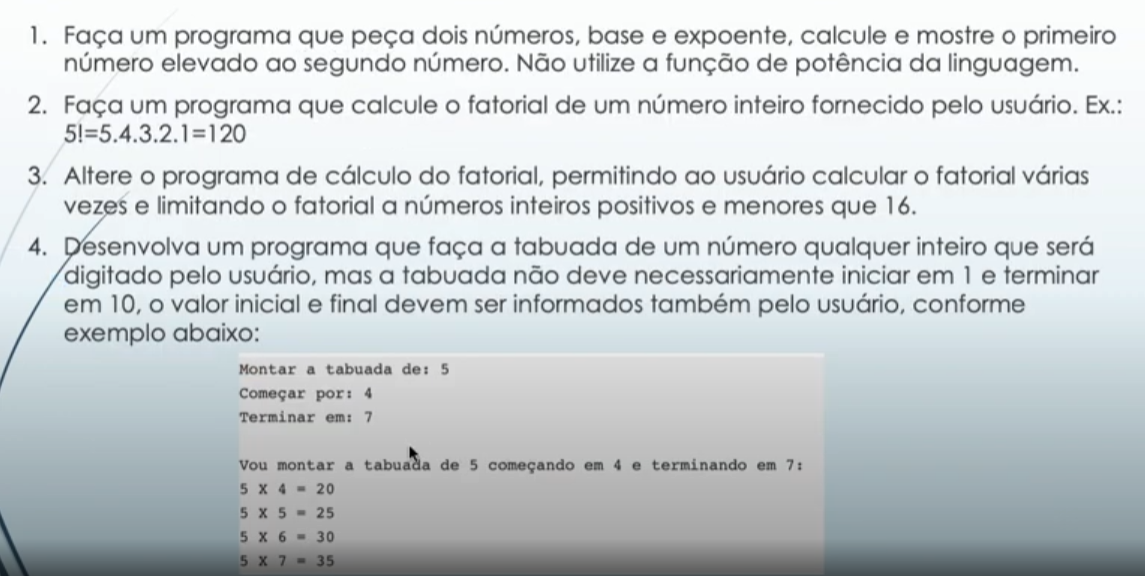 1. Faça um programa que peça dois números, base e expoente, calcule e mostre o primeiro
número elevado ao segundo número. Não utilize a função de potência da linguagem.
2. Faça um programa que calcule o fatorial de um número inteiro fornecido pelo usuário. Ex.:
5!=5.4.3.2.1=120
3. Altere o programa de cálculo do fatorial, permitindo ao usuário calcular o fatorial várias
vezes e limitando o fatorial a números inteiros positivos e menores que 16.
4. Desenvolva um programa que faça a tabuada de um número qualquer inteiro que será
digitado pelo usuário, mas a tabuada não deve necessariamente iniciar em 1 e terminar
em 10, o valor inicial e final devem ser informados também pelo usuário, conforme
exemplo abaixo:
Montar a tabuada de: 5
Começar por: 4
Terminar em: 7
Vou montar a tabuada de 5 começando em 4 e terminando em 7:
5 X 4 = 20
5 X 5 = 25
5 X 6 = 30
5 X 7 = 35